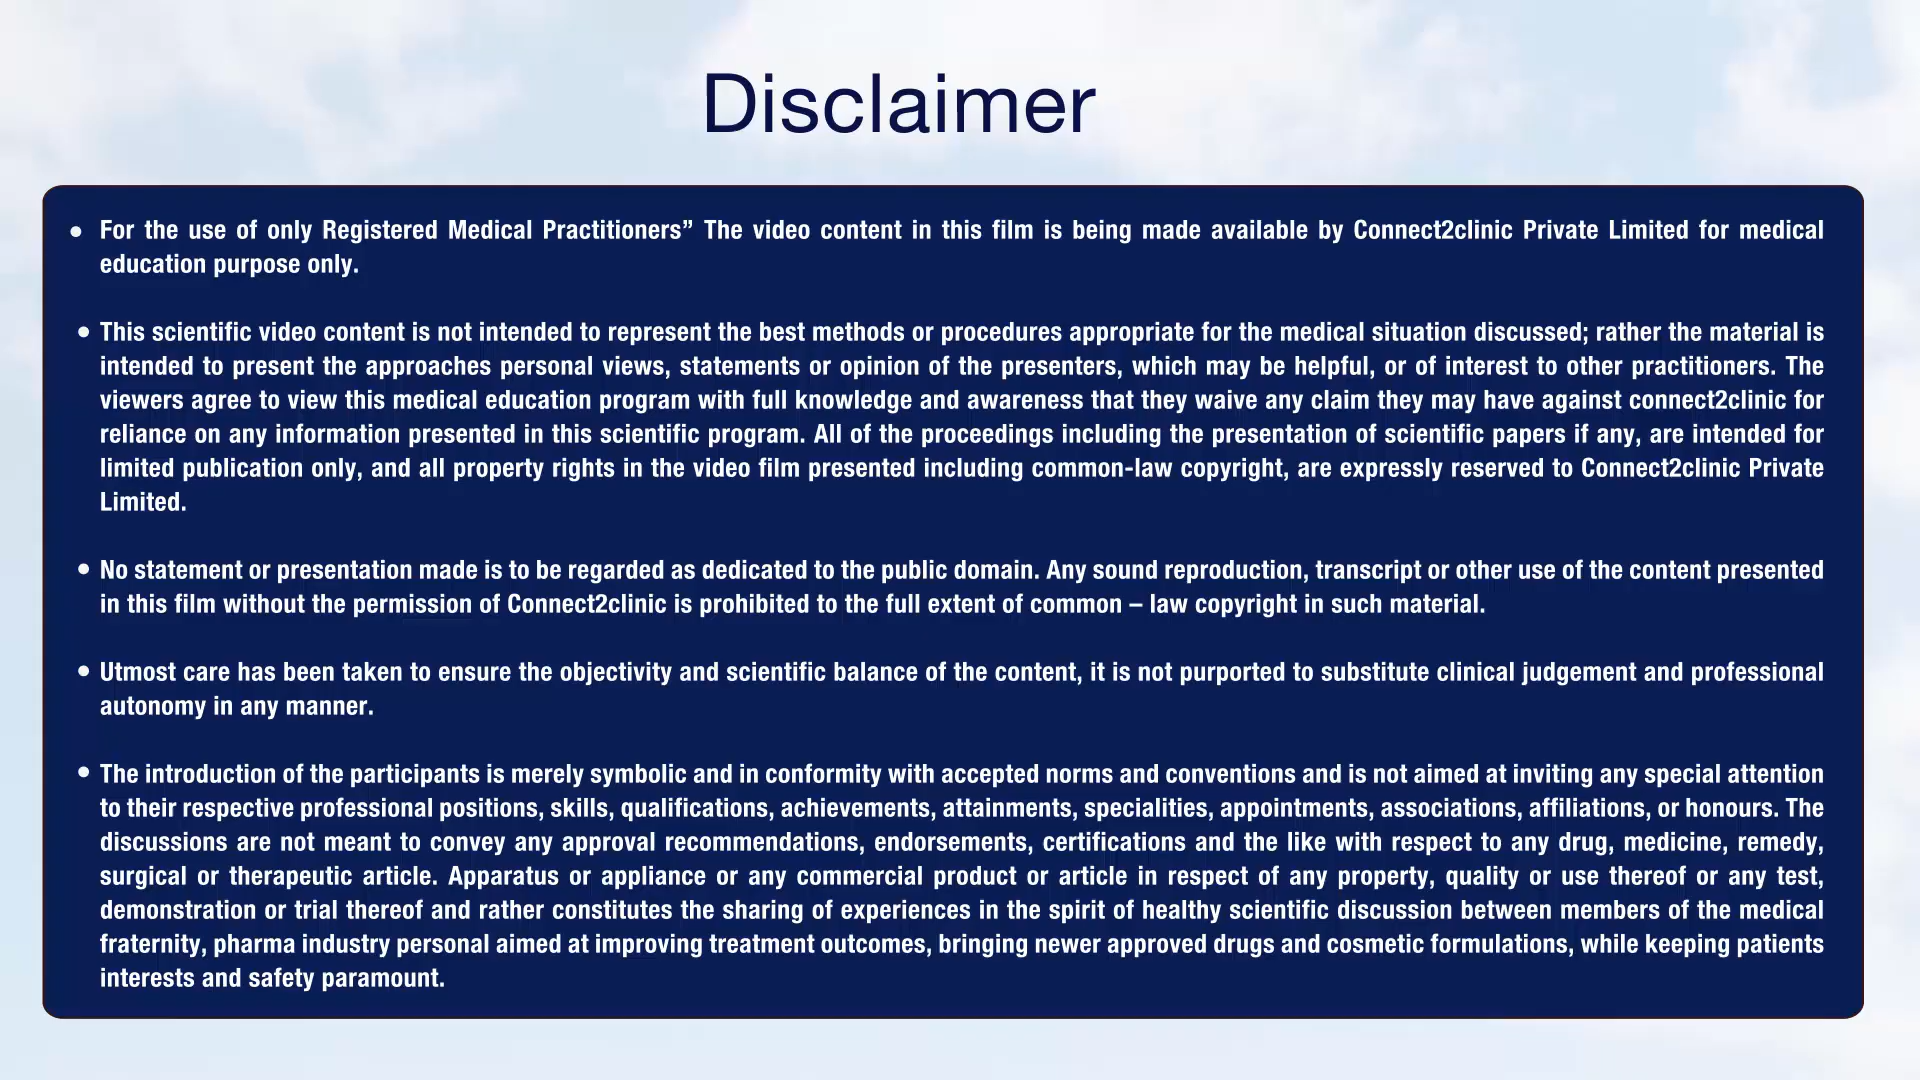 Disclaimer
• For the use of only Registered Medical Practitioners” The video content in this film is being made available by Connect2clinic Private Limited for medical
education purpose only.
• This scientific video content is not intended to represent the best methods or procedures appropriate for the medical situation discussed; rather the material is
intended to present the approaches personal views, statements or opinion of the presenters, which may be helpful, or of interest to other practitioners. The
viewers agree to view this medical education program with full knowledge and awareness that they waive any claim they may have against connect2clinic for
reliance on any information presented in this scientific program. All of the proceedings including the presentation of scientific papers if any, are intended for
limited publication only, and all property rights in the video film presented including common-law copyright, are expressly reserved to Connect2clinic Private
Limited.
• No statement or presentation made is to be regarded as dedicated to the public domain. Any sound reproduction, transcript or other use of the content presented
in this film without the permission of Connect2clinic is prohibited to the full extent of common – law copyright in such material.
• Utmost care has been taken to ensure the objectivity and scientific balance of the content, it is not purported to substitute clinical judgement and professional
autonomy in any manner.
• The introduction of the participants is merely symbolic and in conformity with accepted norms and conventions and is not aimed at inviting any special attention
to their respective professional positions, skills, qualifications, achievements, attainments, specialities, appointments, associations, affiliations, or honours. The
discussions are not meant to convey any approval recommendations, endorsements, certifications and the like with respect to any drug, medicine, remedy,
surgical or therapeutic article. Apparatus or appliance or any commercial product or article in respect of any property, quality or use thereof or any test,
demonstration or trial thereof and rather constitutes the sharing of experiences in the spirit of healthy scientific discussion between members of the medical
fraternity, pharma industry personal aimed at improving treatment outcomes, bringing newer approved drugs and cosmetic formulations, while keeping patients
interests and safety paramount.